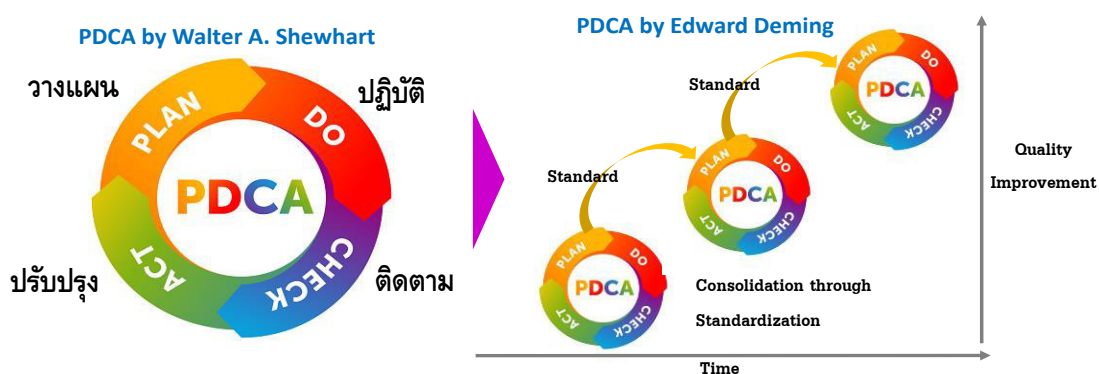 PDCA by Walter A. Shewhart
วางแผน
ปฏิบัติ
PLAN
DO
PDCA
ACT
CHECK
ปรับปรุง
ติดตาม
PDCA by Edward Deming
PLAN
DO
PDCA
ACT
CHECK
Standard
PLAN
DO
PDCA
ACT
CHECK
Standard
PLAN
DO
PDCA
ACT
CHECK
Consolidation through
Standardization
Quality
Improvement
Time